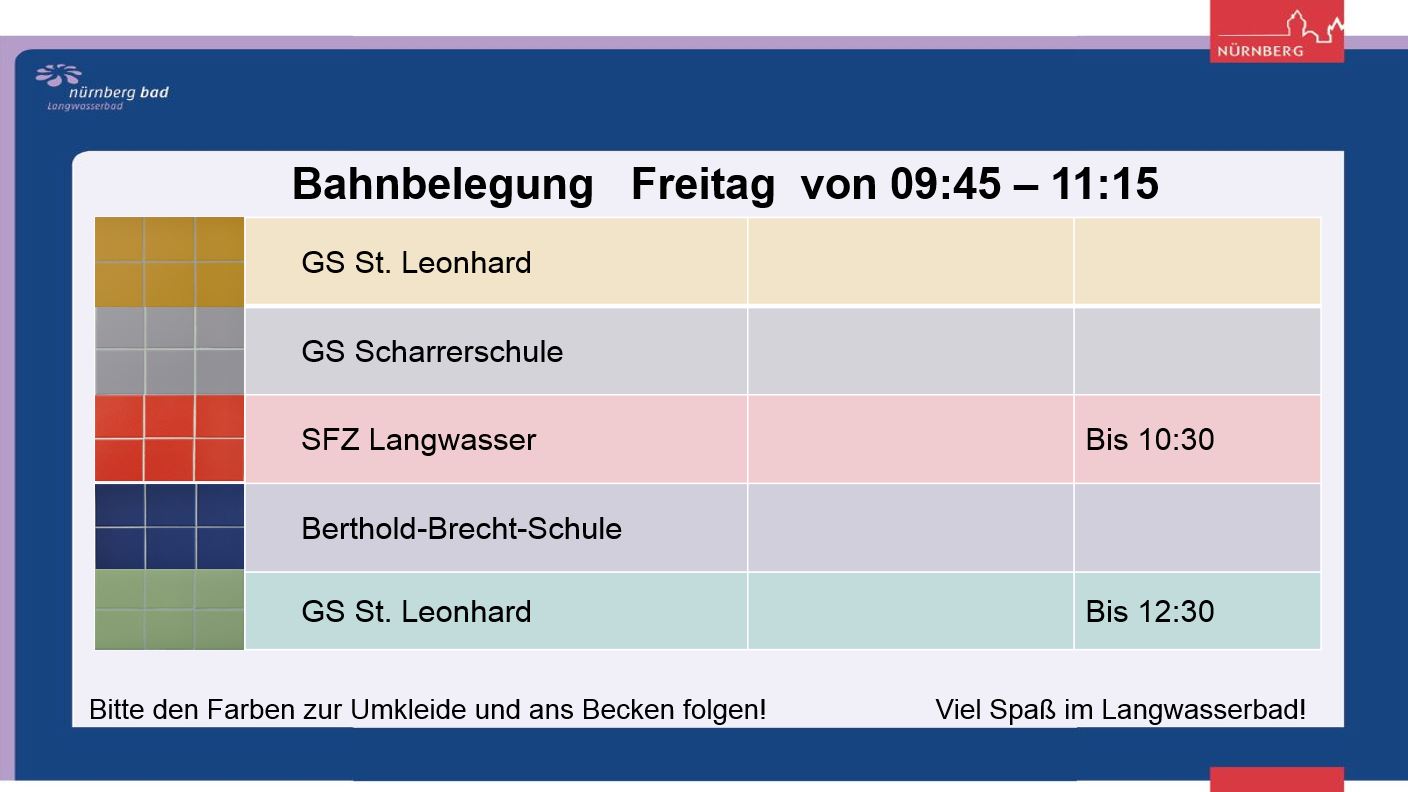 NÜRNBERG
nürnberg bad
Langwasserbad
Bahnbelegung Freitag von 09:45 – 11:15
GS St. Leonhard
GS Scharrerschule
SFZ Langwasser Bis 10:30
Berthold-Brecht-Schule
GS St. Leonhard Bis 12:30
Bitte den Farben zur Umkleide und ans Becken folgen! Viel Spaß im Langwasserbad!